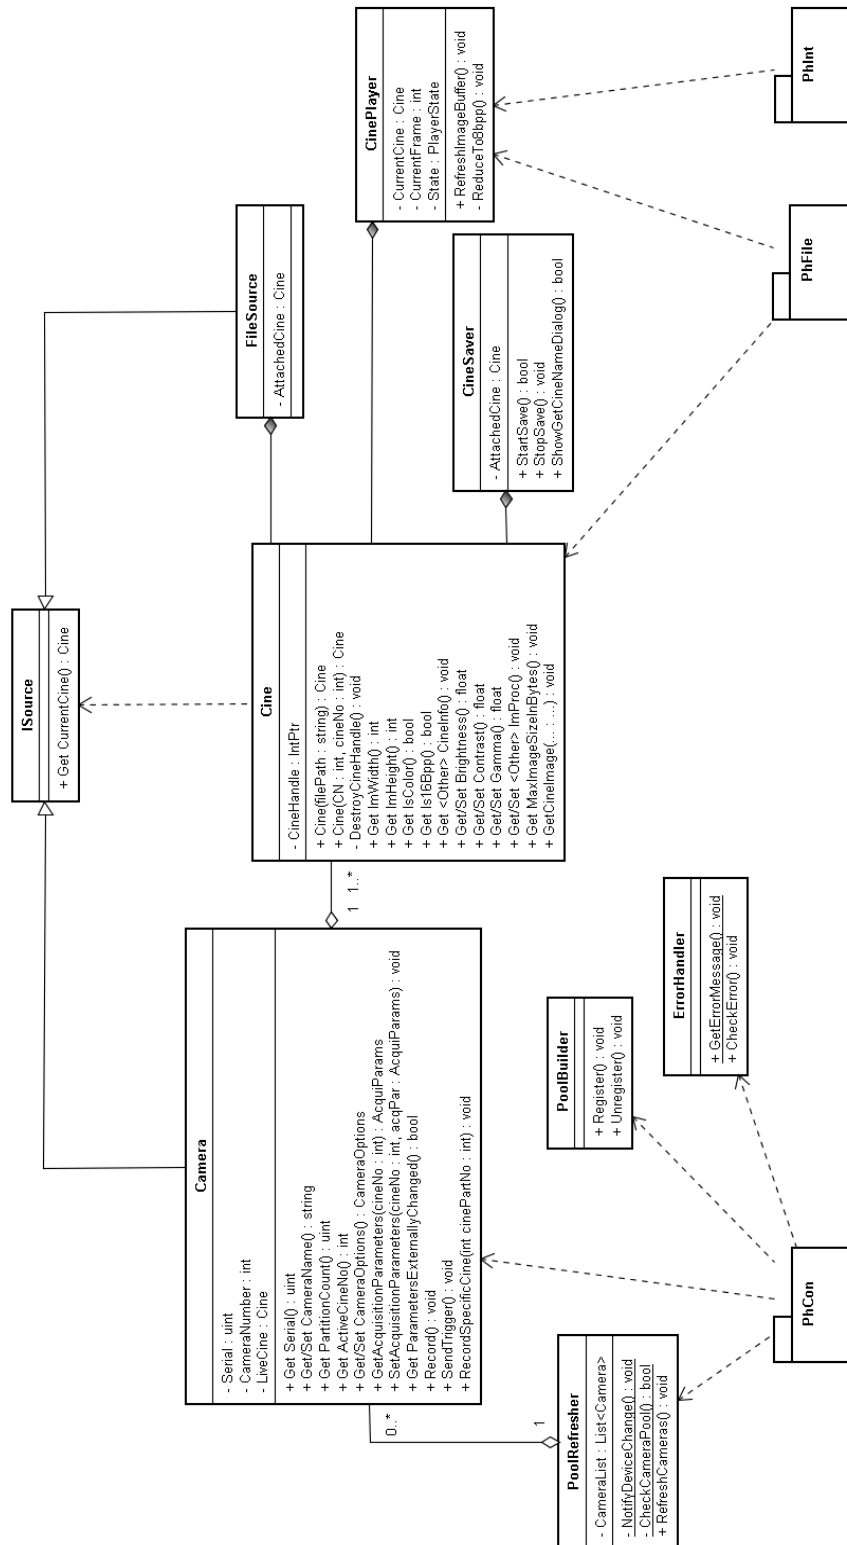 ISource
+ Get CurrentCine() : Cine
Camera
- Serial : uint
- CameraNumber : int
- LiveCine : Cine
+ Get Serial() : uint
+ Get/Set CameraName() : string
+ Get PartitionCount() : uint
+ Get ActiveCineNo() : int
+ Get/Set CameraOptions() : CameraOptions
+ GetAcquisitionParameters(cineNo : int) : AcquiParams
+ SetAcquisitionParameters(cineNo : int, acqPar : AcquiParams) : void
+ Get ParametersExternallyChanged() : bool
+ Record() : void
+ SendTrigger() : void
+ RecordSpecificCine(int cinePartNo : int) : void
1
1..*
Cine
- CineHandle : IntPtr
+ Cine(filePath : string) : Cine
+ Cine(CN : int, cineNo : int) : Cine
- DestroyCineHandle() : void
+ Get ImWidth() : int
+ Get ImHeight() : int
+ Get IsColor() : bool
+ Get Is16Bpp() : bool
+ Get <Other> CineInfo() : void
+ Get/Set Brightness() : float
+ Get/Set Contrast() : float
+ Get/Set Gamma() : float
+ Get/Set <Other> ImProc() : void
+ Get MaxImageSizeInBytes() : void
+ GetCineImage(... : ...) : void
FileSource
- AttachedCine : Cine
CinePlayer
- CurrentCine : Cine
- CurrentFrame : int
- State : PlayerState
+ RefreshImageBuffer() : void
- ReduceTo8bpp() : void
CineSaver
- AttachedCine : Cine
+ StartSave() : bool
+ StopSave() : void
+ ShowGetCineNameDialog() : bool
0..*
1
PoolRefresher
- CameraList : List<Camera>
- NotifyDeviceChange() : void
- CheckCameraPool() : bool
+ RefreshCameras() : void
PoolBuilder
+ Register() : void
+ Unregister() : void
ErrorHandler
+ GetErrorMessage() : void
+ CheckError() : void
PhCon
PhFile
PhInt